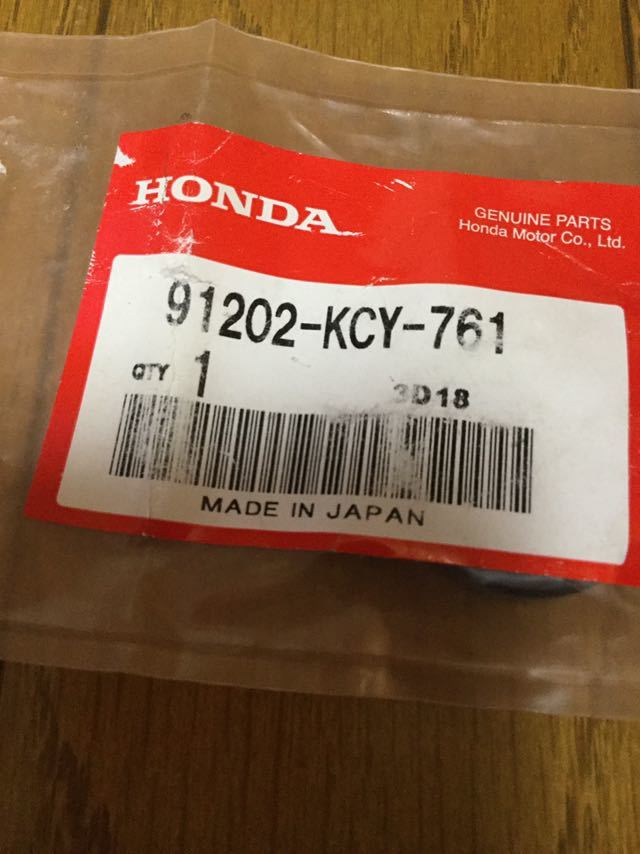 HONDA
GENUINE PARTS
Honda Motor Co., Ltd.
91202-KCY-761
QTY 1
3D18
MADE IN JAPAN